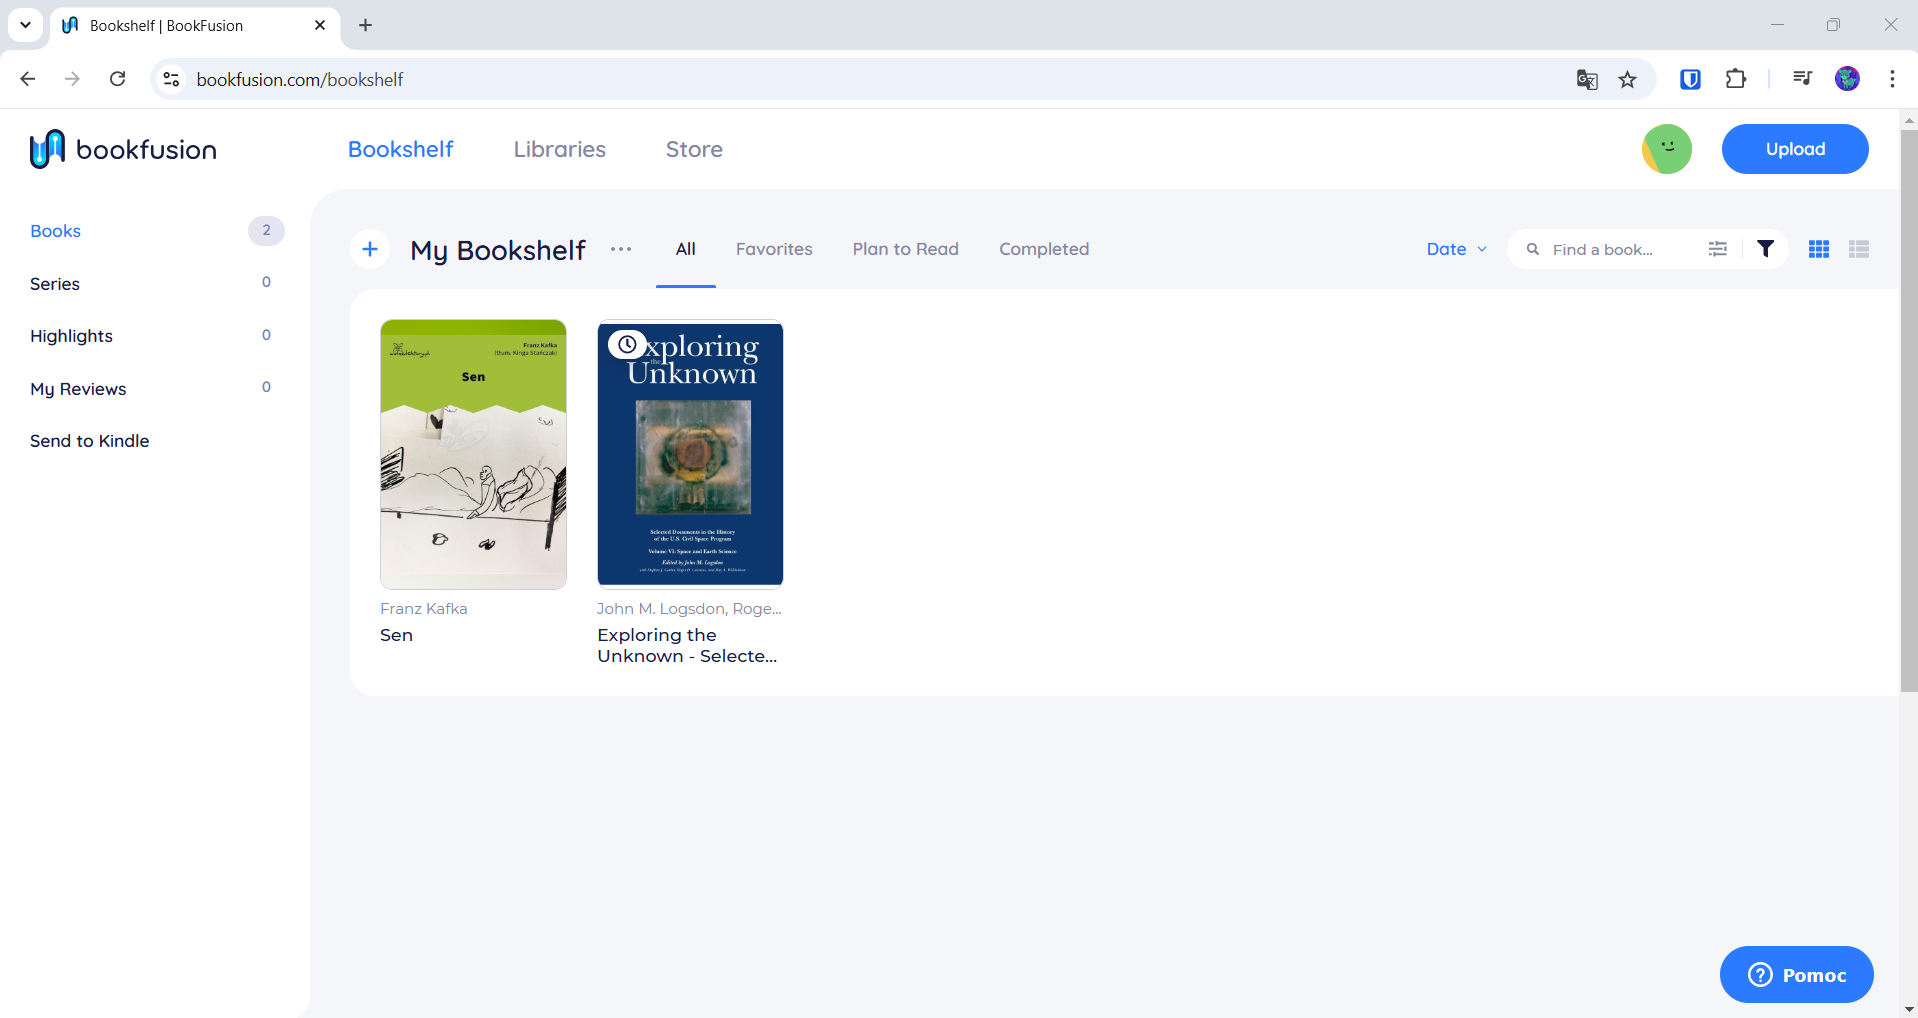 Bookshelf | BookFusion
bookfusion.com/bookshelf
bookfusion
Bookshelf
Libraries
Store
Upload
Books 2
Series 0
Highlights 0
My Reviews 0
Send to Kindle
My Bookshelf
All
Favorites
Plan to Read
Completed
Date
Find a book...
Franz Kafka
(tłum. Kinga Stańczak)
Sen
Franz Kafka
Sen
Exploring
the
Unknown
Selected Documents in the History
of the U.S. Civil Space Program
Volume VI: Space and Earth Science
Edited by John M. Logsdon
John M. Logsdon, Roge...
Exploring the
Unknown - Selecte...
Pomoc